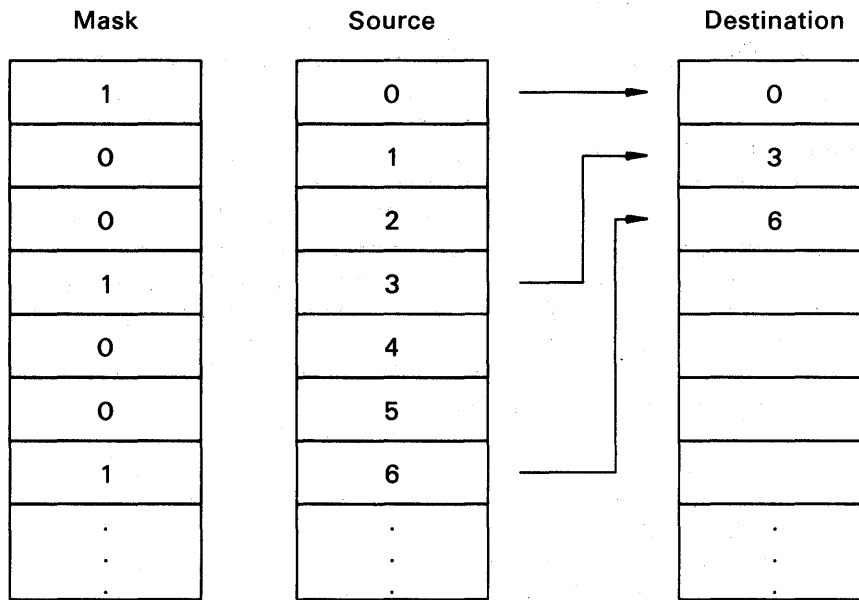 Mask Source Destination
1 0 0
0 1 3
0 2 6
1 3
0 4
0 5
1 6
. . .
. . .
. . .